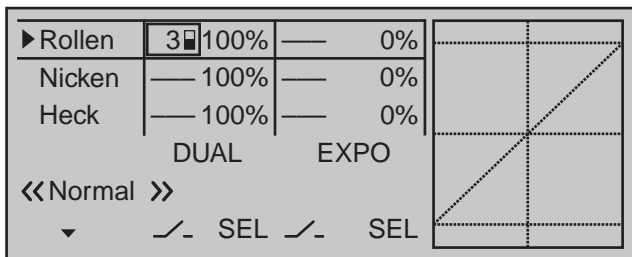 Rollen 3 100% ––– 0%
Nicken ––– 100% ––– 0%
Heck ––– 100% ––– 0%
DUAL EXPO
«Normal »
SEL SEL